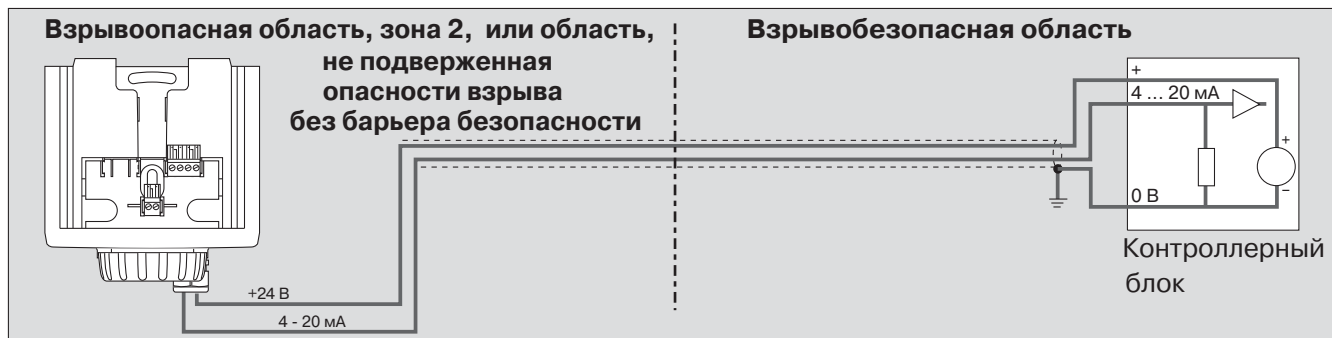 Взрывоопасная область, зона 2, или область,
не подверженная
опасности взрыва
без барьера безопасности
Взрывобезопасная область
+
4 ... 20 мА
+
−
0 В
Контроллерный
блок
+24 В
4 - 20 мА